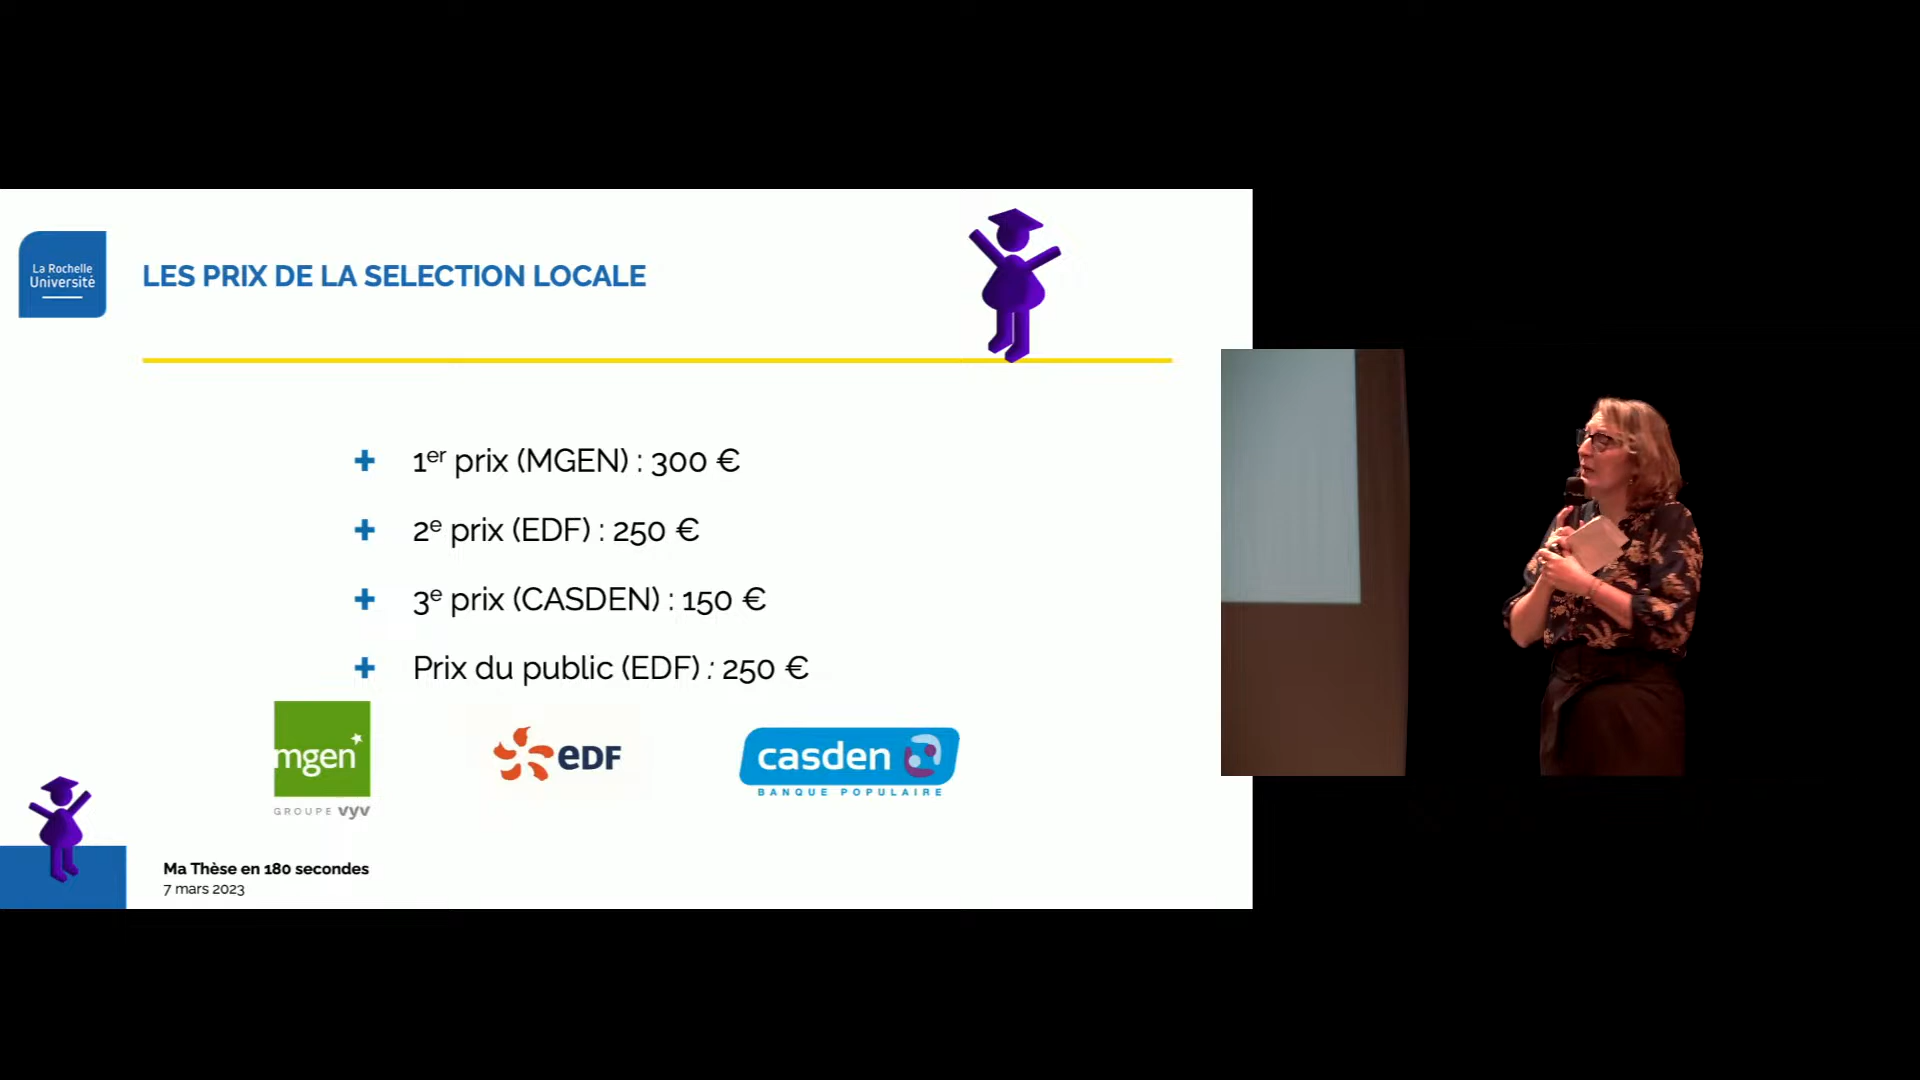 La Rochelle
Université
LES PRIX DE LA SELECTION LOCALE
1er prix (MGEN) : 300 €
2e prix (EDF) : 250 €
3e prix (CASDEN) : 150 €
Prix du public (EDF) : 250 €
mgen
GROUPE vyv
eDF
casden
BANQUE POPULAIRE
Ma Thèse en 180 secondes
7 mars 2023